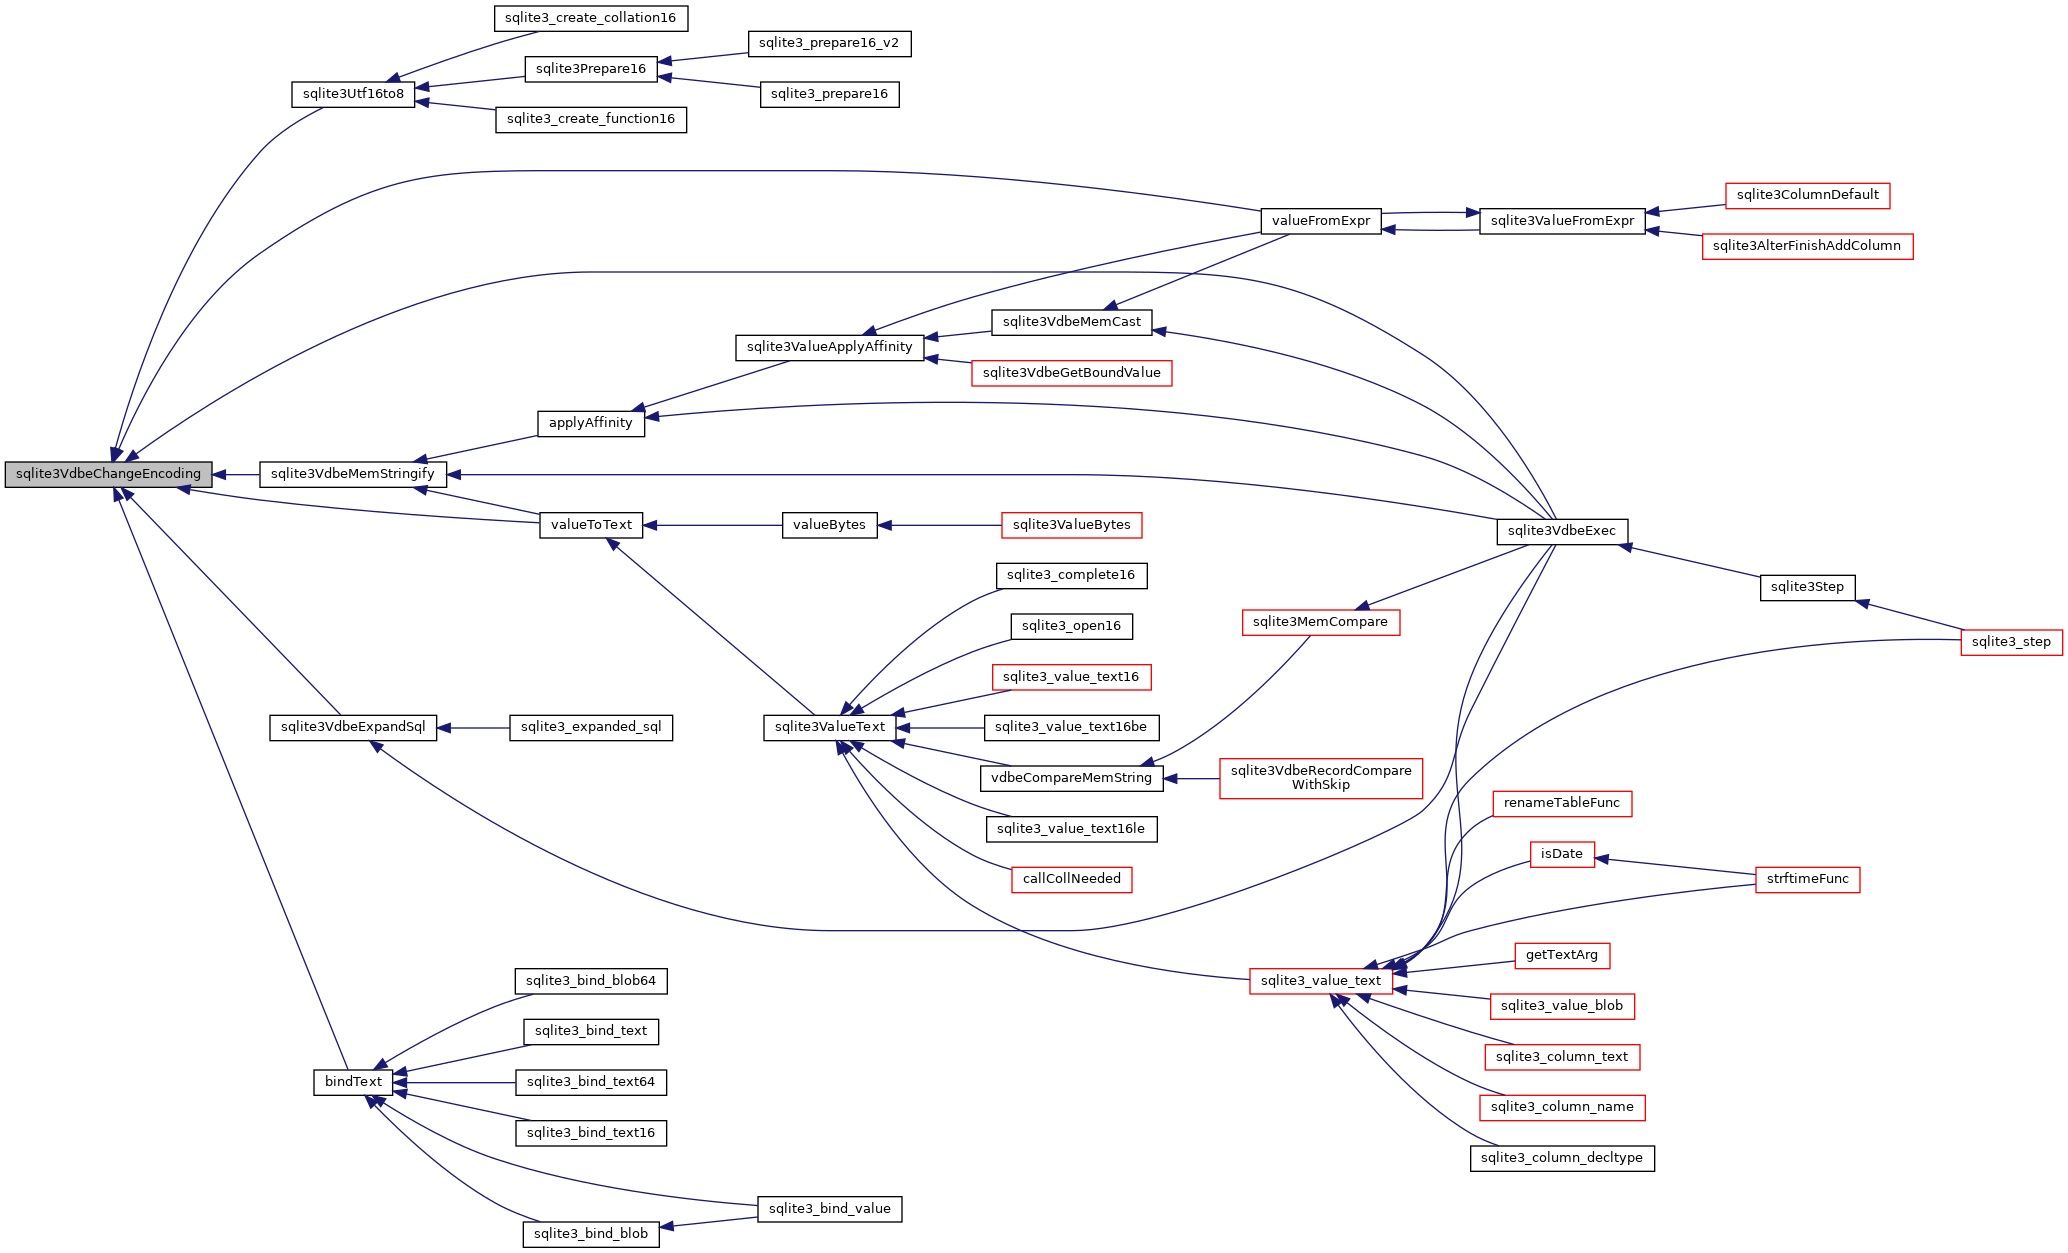 sqlite3_create_collation16
sqlite3_prepare16_v2
sqlite3Prepare16
sqlite3Utf16to8
sqlite3_prepare16
sqlite3_create_function16
sqlite3ColumnDefault
valueFromExpr
sqlite3ValueFromExpr
sqlite3AlterFinishAddColumn
sqlite3VdbeMemCast
sqlite3ValueApplyAffinity
sqlite3VdbeGetBoundValue
applyAffinity
sqlite3VdbeChangeEncoding
sqlite3VdbeMemStringify
valueToText
valueBytes
sqlite3ValueBytes
sqlite3VdbeExec
sqlite3_complete16
sqlite3Step
sqlite3_open16
sqlite3MemCompare
sqlite3_step
sqlite3_value_text16
sqlite3VdbeExpandSql
sqlite3_expanded_sql
sqlite3ValueText
sqlite3_value_text16be
vdbeCompareMemString
sqlite3VdbeRecordCompare
WithSkip
renameTableFunc
sqlite3_value_text16le
isDate
callCollNeeded
strftimeFunc
getTextArg
sqlite3_bind_blob64
sqlite3_value_text
sqlite3_value_blob
sqlite3_bind_text
sqlite3_column_text
bindText
sqlite3_bind_text64
sqlite3_column_name
sqlite3_bind_text16
sqlite3_column_decltype
sqlite3_bind_value
sqlite3_bind_blob